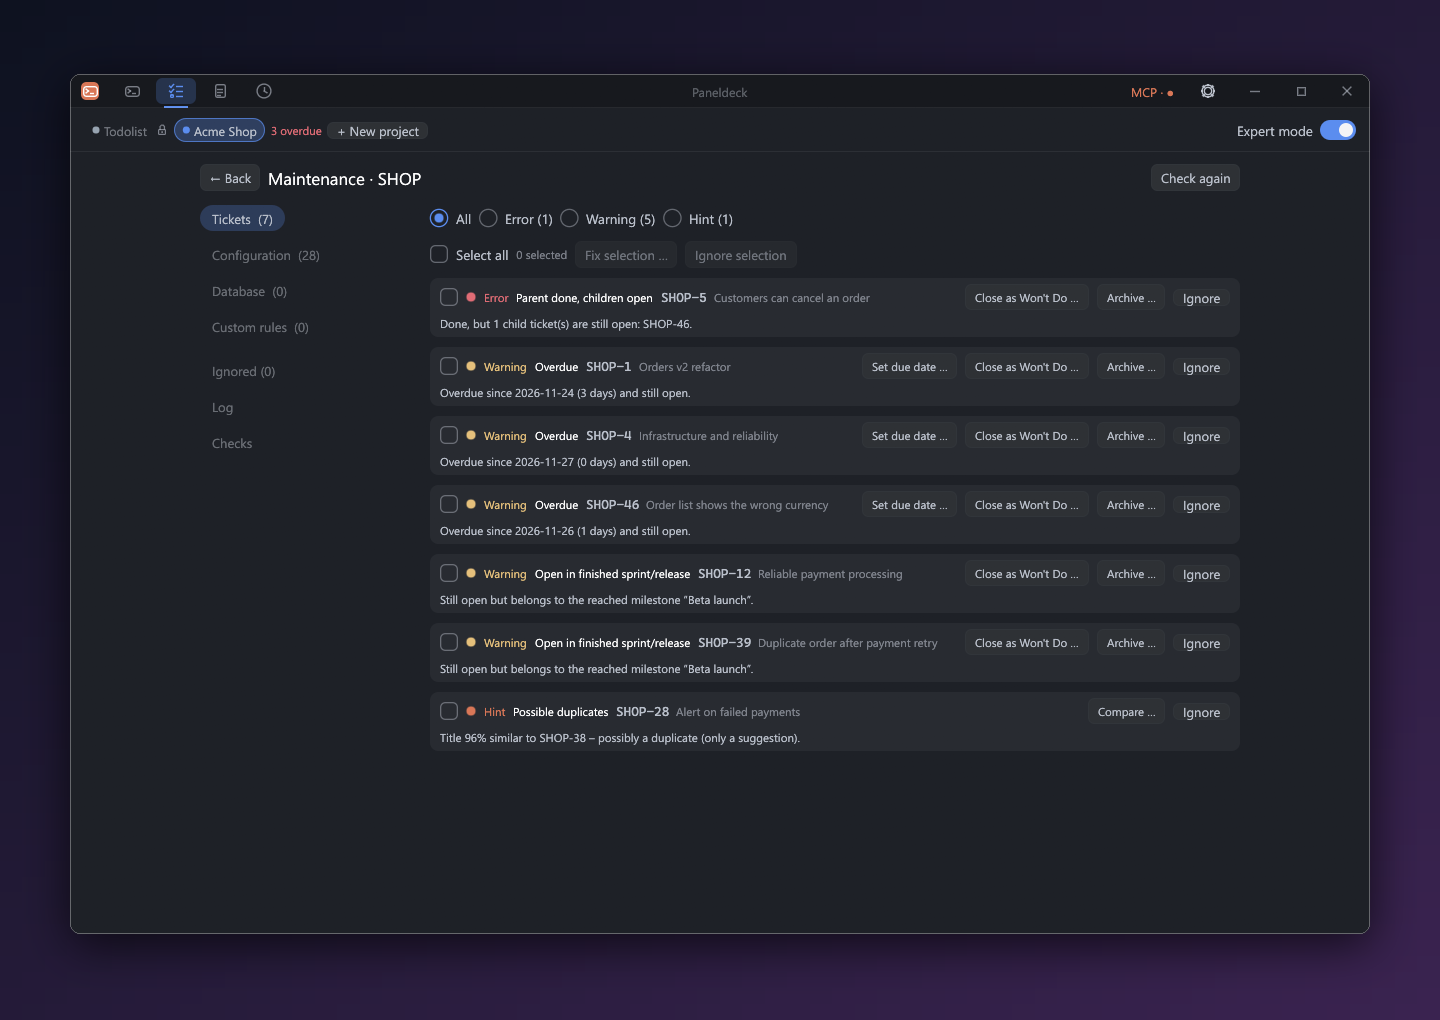 Paneldeck
MCP ·
Todolist
Acme Shop
3 overdue
+ New project
Expert mode
← Back
Maintenance · SHOP
Check again
Tickets (7)
Configuration (28)
Database (0)
Custom rules (0)
Ignored (0)
Log
Checks
All
Error (1)
Warning (5)
Hint (1)
Select all
0 selected
Fix selection ...
Ignore selection
Error Parent done, children open SHOP-5 Customers can cancel an order Close as Won't Do ... Archive ... Ignore
Done, but 1 child ticket(s) are still open: SHOP-46.
Warning Overdue SHOP-1 Orders v2 refactor Set due date ... Close as Won't Do ... Archive ... Ignore
Overdue since 2026-11-24 (3 days) and still open.
Warning Overdue SHOP-4 Infrastructure and reliability Set due date ... Close as Won't Do ... Archive ... Ignore
Overdue since 2026-11-27 (0 days) and still open.
Warning Overdue SHOP-46 Order list shows the wrong currency Set due date ... Close as Won't Do ... Archive ... Ignore
Overdue since 2026-11-26 (1 days) and still open.
Warning Open in finished sprint/release SHOP-12 Reliable payment processing Close as Won't Do ... Archive ... Ignore
Still open but belongs to the reached milestone “Beta launch”.
Warning Open in finished sprint/release SHOP-39 Duplicate order after payment retry Close as Won't Do ... Archive ... Ignore
Still open but belongs to the reached milestone “Beta launch”.
Hint Possible duplicates SHOP-28 Alert on failed payments Compare ... Ignore
Title 96% similar to SHOP-38 – possibly a duplicate (only a suggestion).